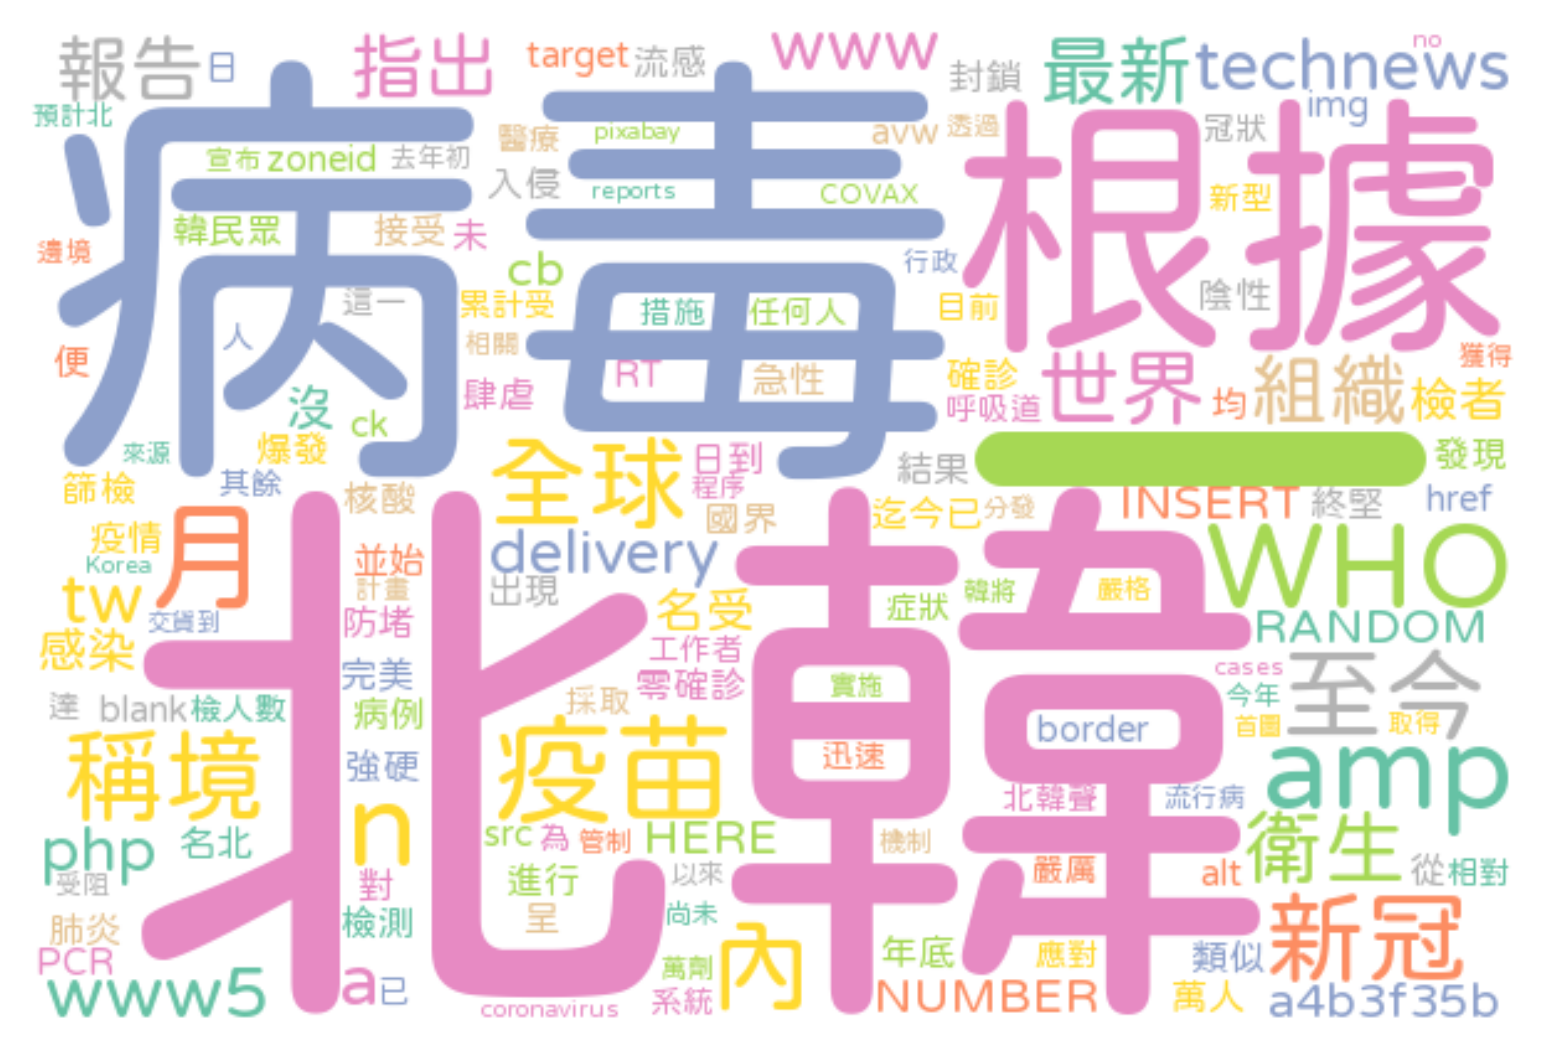 報告
日
指出
target
流感
www
封鎖
最新
technews
no
img
預計北
病毒
根據
宣布
zoneid
去年初
醫療
pixabay
avw
透過
冠狀
入侵
reports
COVAX
新型
韓民眾
接受
未
邊境
cb
行政
這一
累計受
措施
任何人
目前
陰性
人
相關
便
RT
急性
確診
世界
組織
獲得
沒
ck
肆虐
呼吸道
均
檢者
來源
爆發
全球
日到
結果
一
發現
篩檢
其餘
核酸
程序
國界
迄今已
分發
INSERT
終堅
href
疫情
月
北韓
並始
delivery
WHO
Korea
計畫
出現
韓將
嚴格
tw
交貨到
防堵
名受
症狀
RANDOM
感染
工作者
完美
零確診
實施
cases
至今
達
blank
檢人數
病例
採取
今年
border
首圖
取得
稱境
強硬
疫苗
迅速
北韓聲
流行病
amp
n
php
名北
src
為
管制
HERE
機制
衛生
受阻
對
進行
以來
嚴厲
alt
從
相對
肺炎
檢測
呈
尚未
內
年底
應對
類似
新冠
PCR
www5
a
已
coronavirus
萬劑
系統
NUMBER
萬人
a4b3f35b